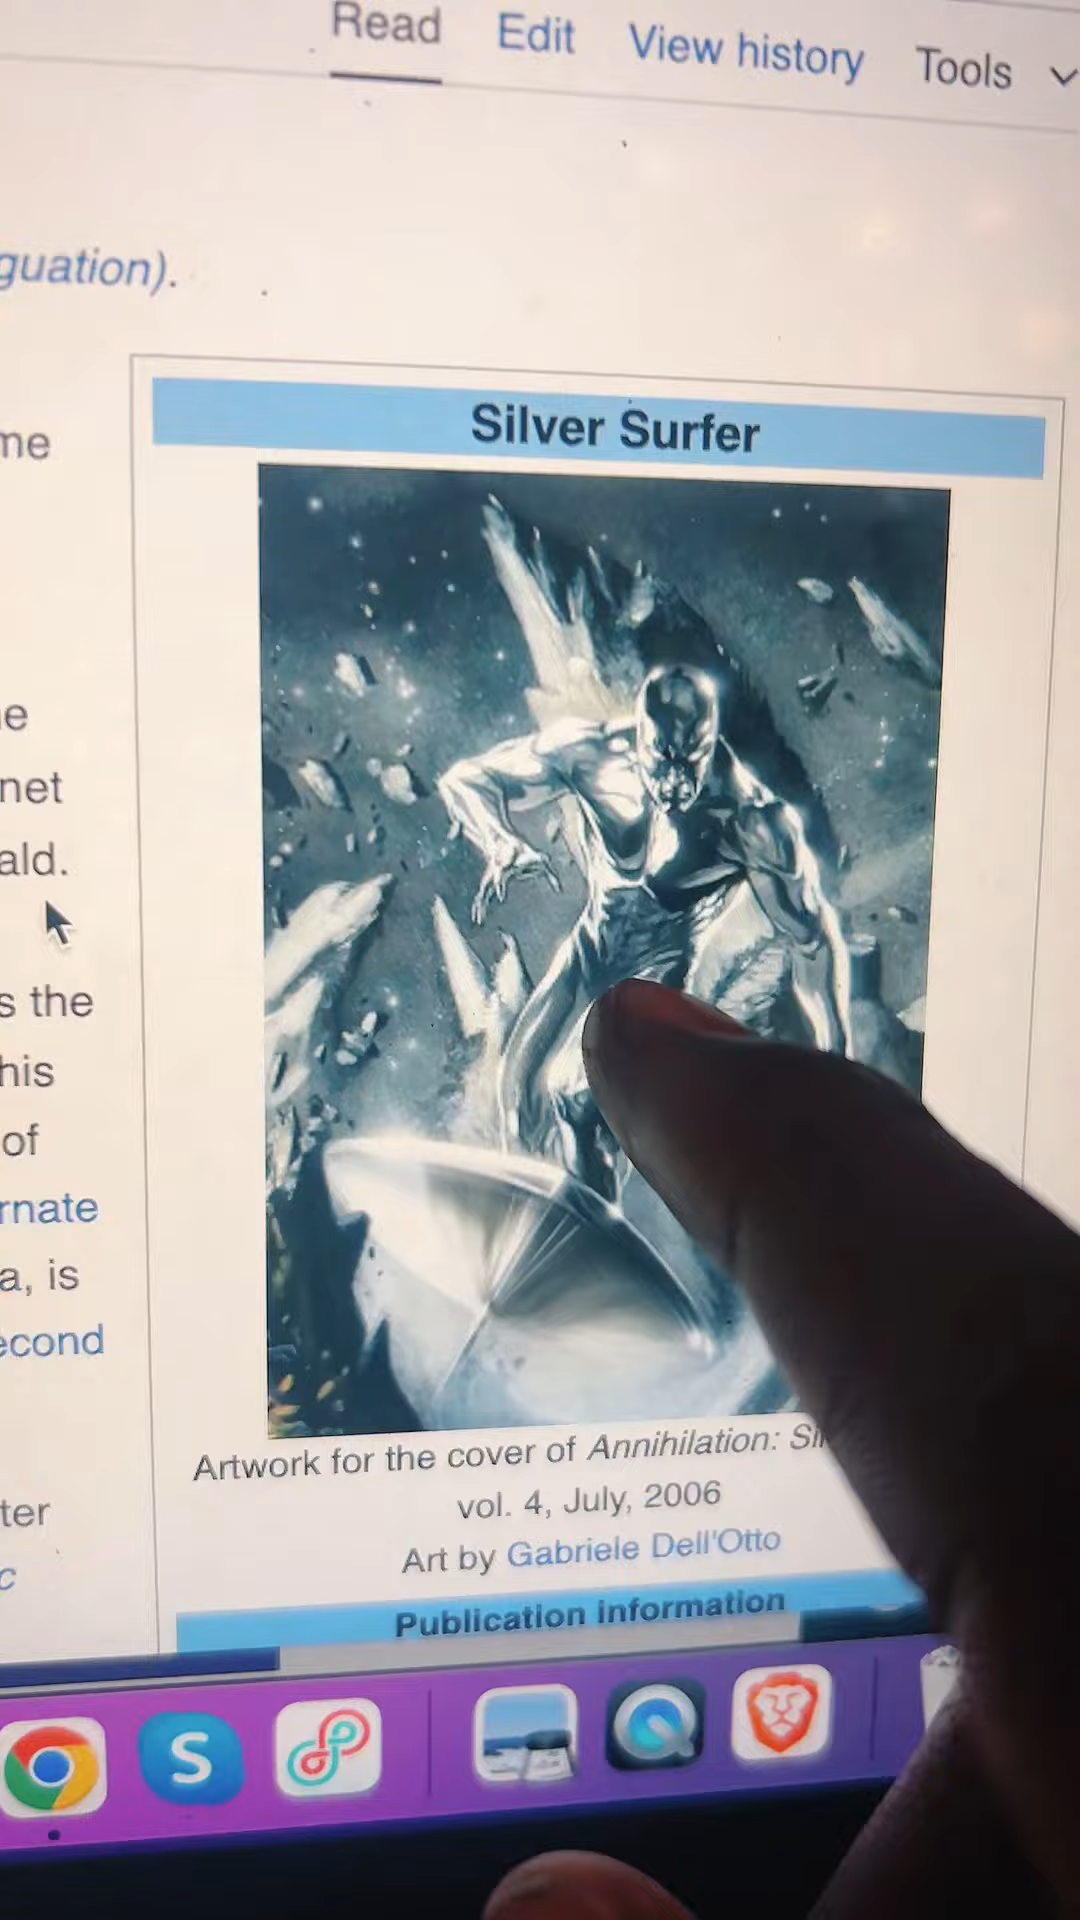 Read Edit View history Tools
guation).
Silver Surfer
me
e
net
ald.
s the
his
of
rnate
a, is
econd
Artwork for the cover of Annihilation:
vol. 4, July, 2006
Art by Gabriele Dell'Otto
ter
c
Publication information
S